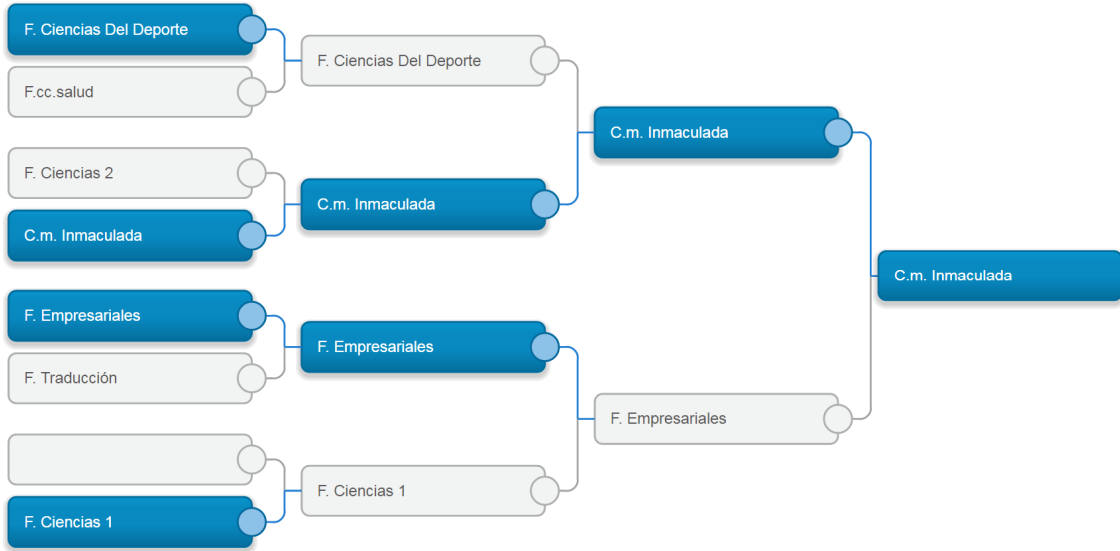 F. Ciencias Del Deporte
F.cc.salud
F. Ciencias 2
C.m. Inmaculada
F. Empresariales
F. Traducción
F. Ciencias 1
F. Ciencias Del Deporte
C.m. Inmaculada
F. Empresariales
F. Ciencias 1
C.m. Inmaculada
F. Empresariales
C.m. Inmaculada